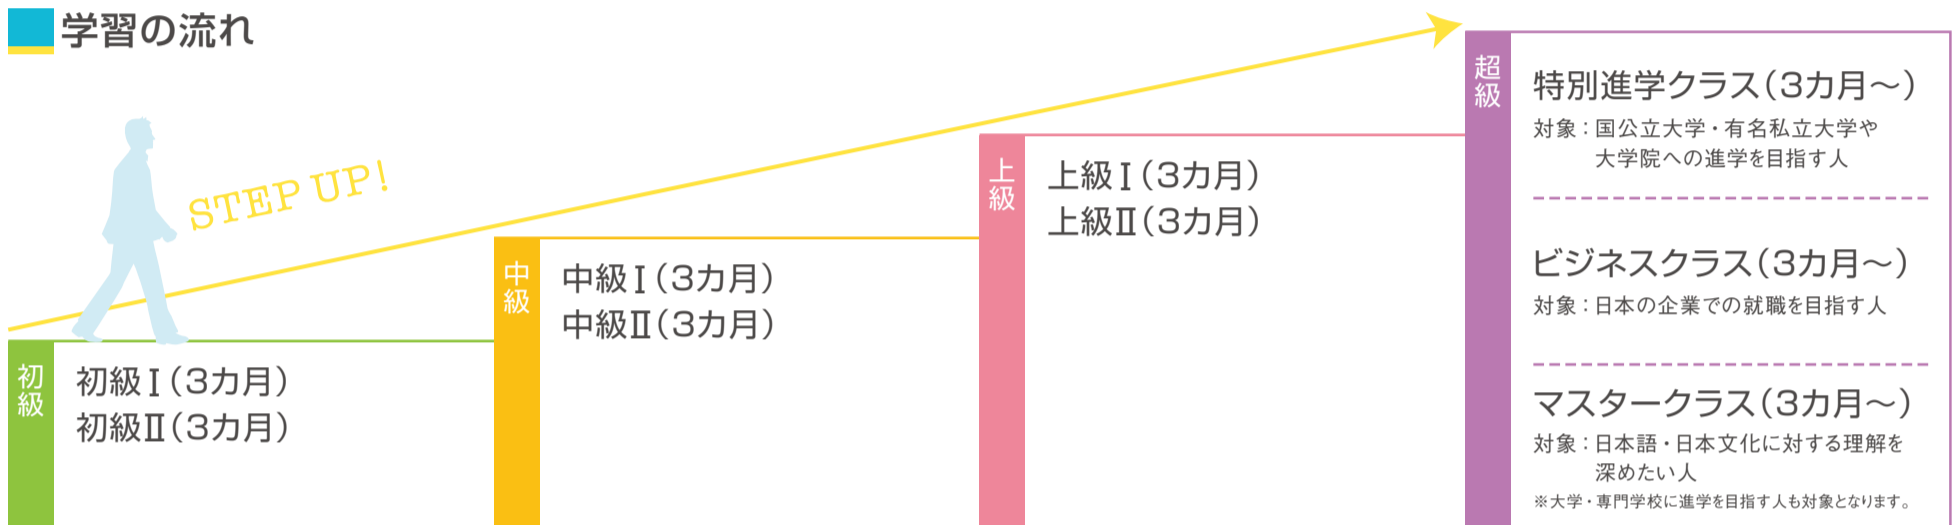 学習の流れ
STEP UP!
初級
初級Ⅰ(3カ月)
初級Ⅱ(3カ月)
中級
中級Ⅰ(3カ月)
中級Ⅱ(3カ月)
上級
上級Ⅰ(3カ月)
上級Ⅱ(3カ月)
超級
特別進学クラス(3カ月〜)
対象：国公立大学・有名私立大学や
大学院への進学を目指す人
ビジネスクラス(3カ月〜)
対象：日本の企業での就職を目指す人
マスタークラス(3カ月〜)
対象：日本語・日本文化に対する理解を
深めたい人
※大学・専門学校に進学を目指す人も対象となります。